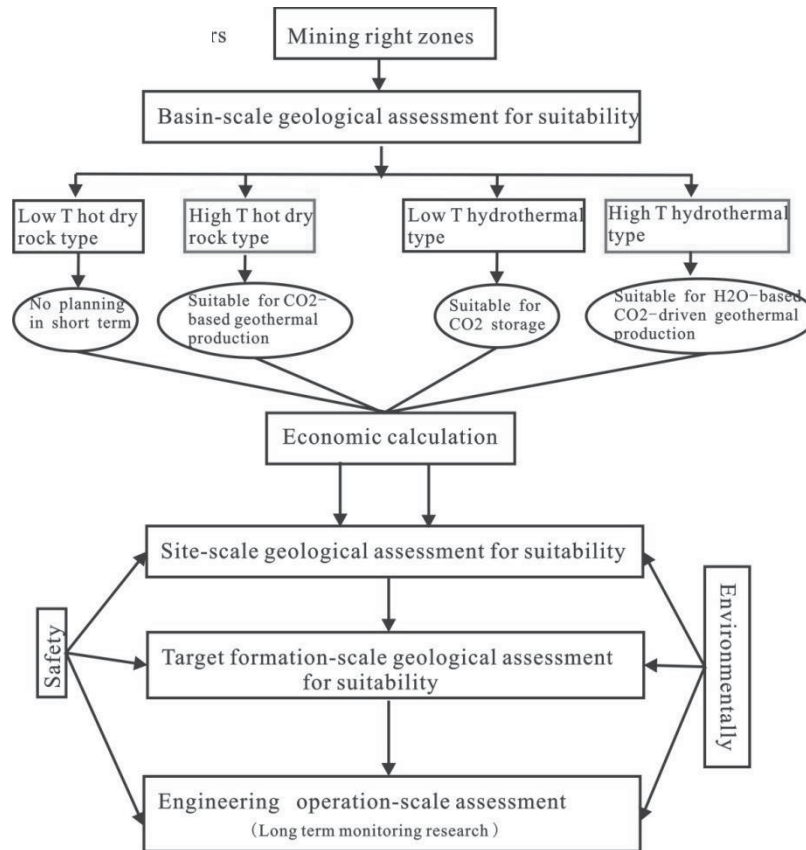 rs
Mining right zones
Basin-scale geological assessment for suitability
Low T hot dry
rock type
High T hot dry
rock type
Low T hydrothermal
type
High T hydrothermal
type
No planning
in short term
Suitable for CO2-
based geothermal
production
Suitable for
CO2 storage
Suitable for H2O-based
CO2-driven geothermal
production
Economic calculation
Site-scale geological assessment for suitability
Safety
Environmentally
Target formation-scale geological assessment
for suitability
Engineering operation-scale assessment
(Long term monitoring research)